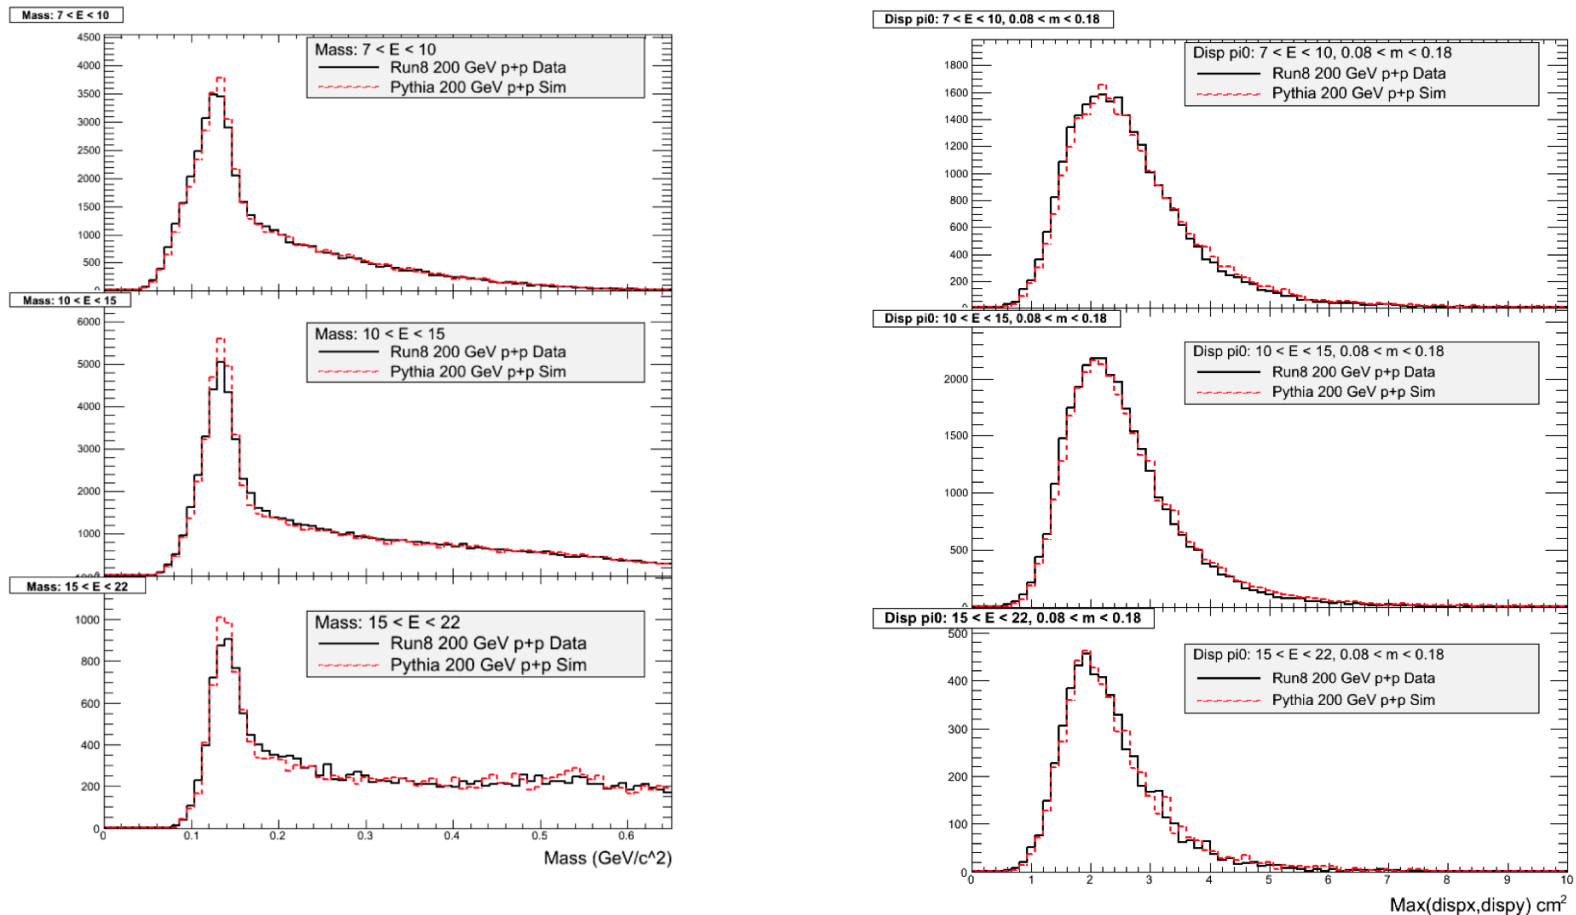 Mass: 7 < E < 10
4500
4000
3500
3000
2500
2000
1500
1000
500
0
Mass: 7 < E < 10
Run8 200 GeV p+p Data
Pythia 200 GeV p+p Sim
Mass: 10 < E < 15
6000
5000
4000
3000
2000
1000
Mass: 10 < E < 15
Run8 200 GeV p+p Data
Pythia 200 GeV p+p Sim
Mass: 15 < E < 22
1000
800
600
400
200
0
Mass: 15 < E < 22
Run8 200 GeV p+p Data
Pythia 200 GeV p+p Sim
0 0.1 0.2 0.3 0.4 0.5 0.6
Mass (GeV/c^2)
Disp pi0: 7 < E < 10, 0.08 < m < 0.18
1800
1600
1400
1200
1000
800
600
400
200
Disp pi0: 7 < E < 10, 0.08 < m < 0.18
Run8 200 GeV p+p Data
Pythia 200 GeV p+p Sim
Disp pi0: 10 < E < 15, 0.08 < m < 0.18
2000
1500
1000
500
Disp pi0: 10 < E < 15, 0.08 < m < 0.18
Run8 200 GeV p+p Data
Pythia 200 GeV p+p Sim
Disp pi0: 15 < E < 22, 0.08 < m < 0.18
500
400
300
200
100
0
Disp pi0: 15 < E < 22, 0.08 < m < 0.18
Run8 200 GeV p+p Data
Pythia 200 GeV p+p Sim
0 1 2 3 4 5 6 7 8 9 10
Max(dispx,dispy) cm²